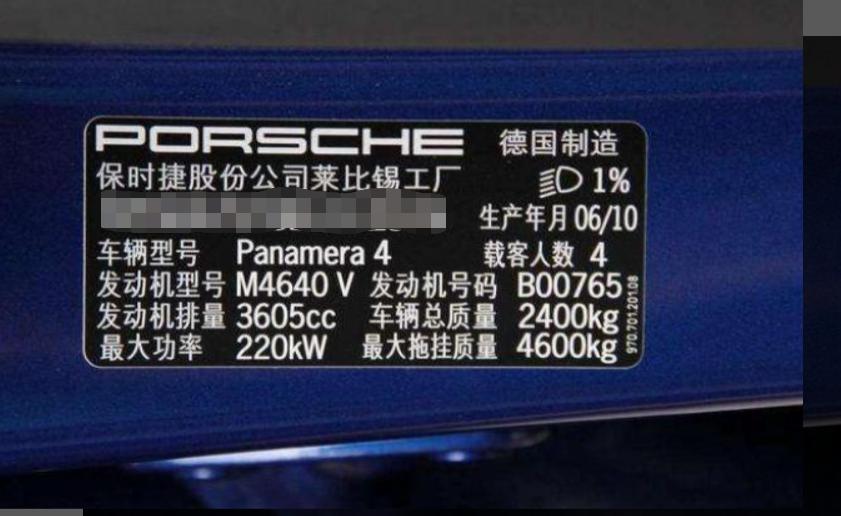 PORSCHE 德国制造
保时捷股份公司莱比锡工厂 1%
生产年月 06/10
车辆型号 Panamera 4 载客人数 4
发动机型号 M4640 V 发动机号码 B00765
发动机排量 3605cc 车辆总质量 2400kg
最大功率 220kW 最大拖挂质量 4600kg
970.701.201.08